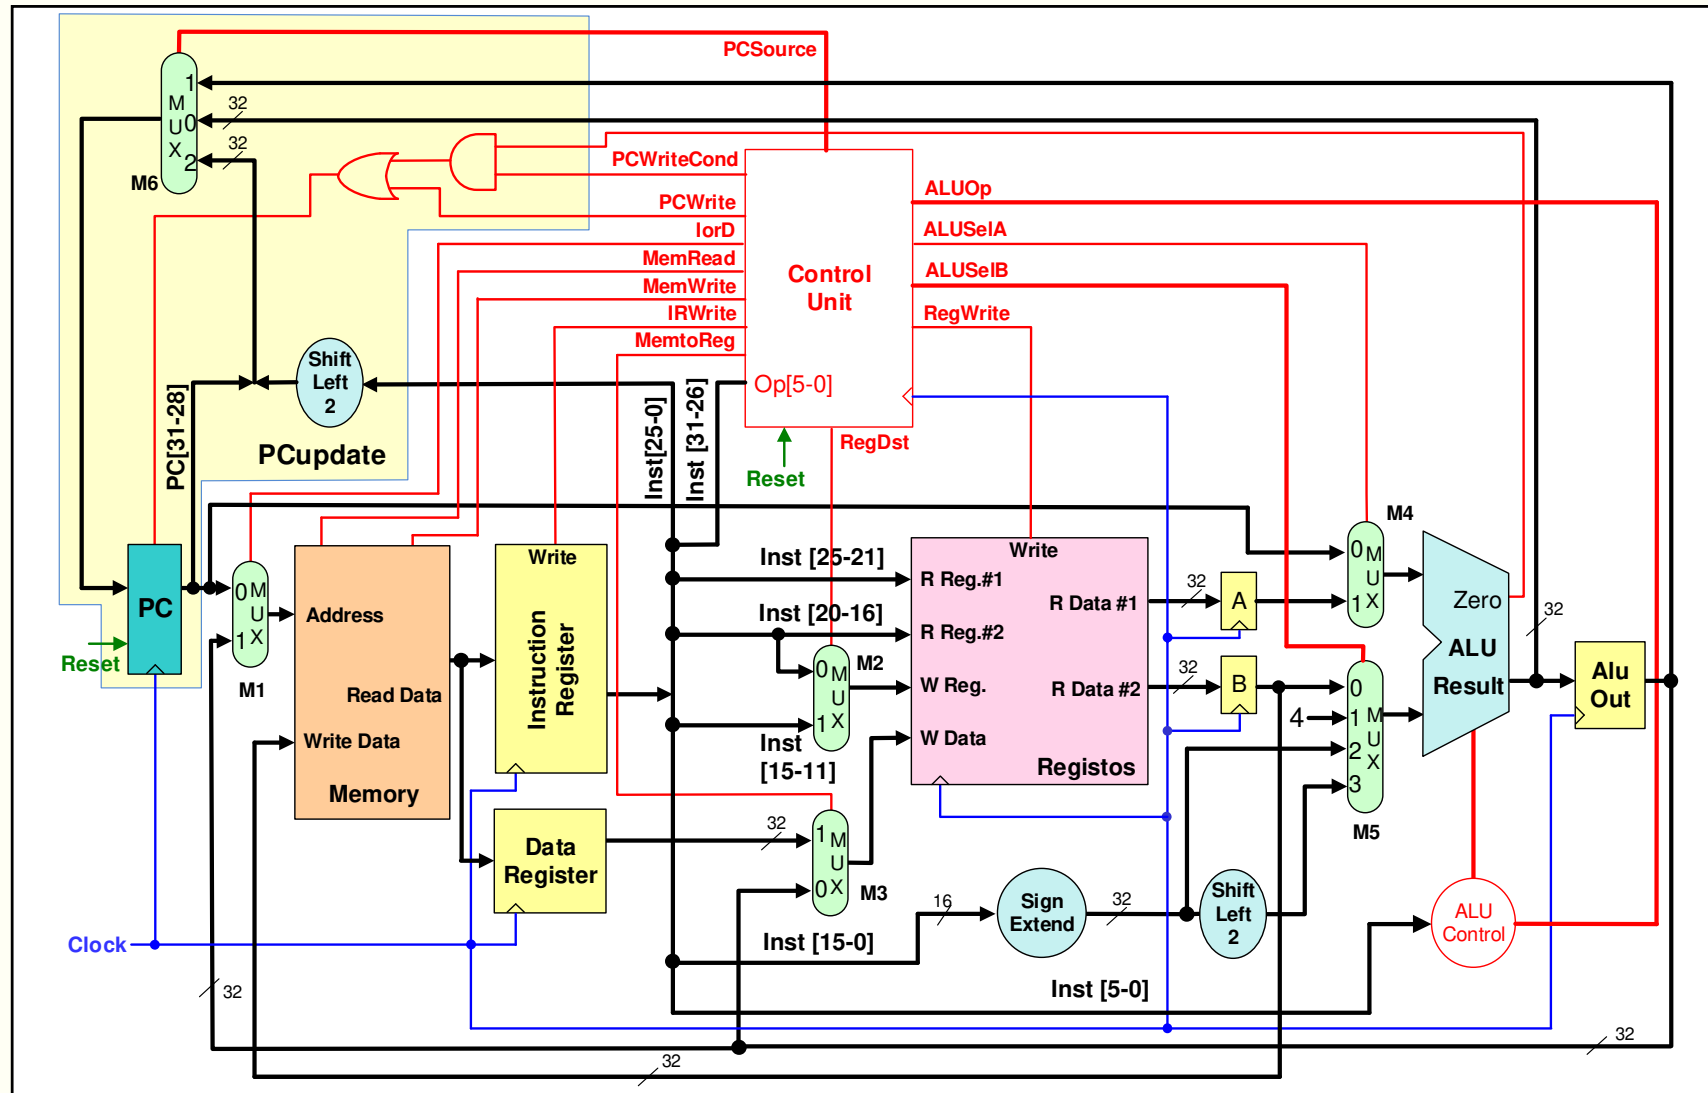 PCSource
1
M
U
X
0
2
32
32
M6
PCWriteCond
PCWrite
IorD
MemRead
MemWrite
IRWrite
MemtoReg
Control
Unit
Op[5-0]
ALUOp
ALUSelA
ALUSelB
RegWrite
RegDst
Reset
Shift
Left
2
PCupdate
PC[31-28]
Inst[25-0]
Inst [31-26]
PC
Reset
0
1
M
U
X
M1
Address
Read Data
Write Data
Memory
Write
Instruction
Register
Data
Register
Inst [25-21]
Inst [20-16]
Inst
[15-11]
0
1
M
U
X
M2
32
1
0
M
U
X
M3
Write
R Reg.#1
R Data #1
R Reg.#2
W Reg.
R Data #2
W Data
Registos
32
A
32
B
M4
0
1
M
U
X
4
0
1
2
3
M
U
X
M5
Zero
ALU
Result
32
Alu
Out
Inst [15-0]
16
Sign
Extend
32
Shift
Left
2
ALU
Control
Inst [5-0]
Clock
32
32
32